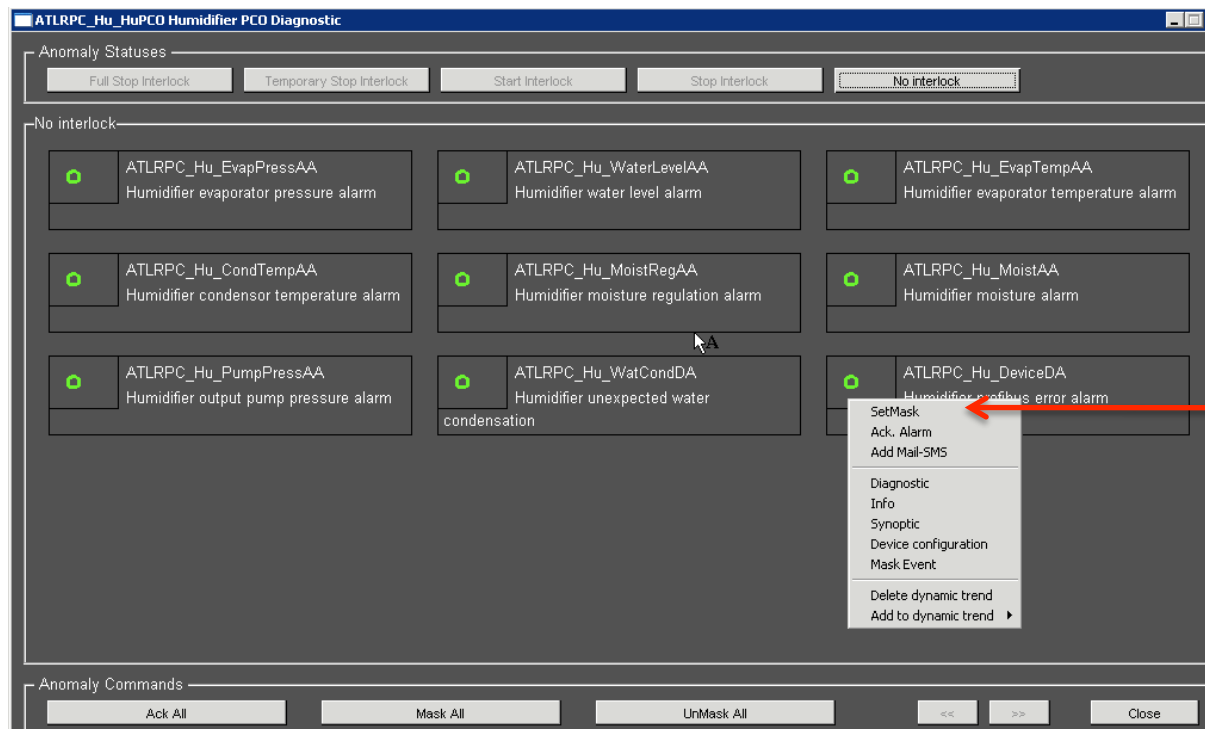 ATLRPC_Hu_HuPCO Humidifier PCO Diagnostic
Anomaly Statuses
Full Stop Interlock
Temporary Stop Interlock
Start Interlock
Stop Interlock
No interlock
No interlock
ATLRPC_Hu_EvapPressAA
Humidifier evaporator pressure alarm
ATLRPC_Hu_WaterLevelAA
Humidifier water level alarm
ATLRPC_Hu_EvapTempAA
Humidifier evaporator temperature alarm
ATLRPC_Hu_CondTempAA
Humidifier condensor temperature alarm
ATLRPC_Hu_MoistRegAA
Humidifier moisture regulation alarm
ATLRPC_Hu_MoistAA
Humidifier moisture alarm
A
ATLRPC_Hu_PumpPressAA
Humidifier output pump pressure alarm
ATLRPC_Hu_WatCondDA
Humidifier unexpected water
condensation
ATLRPC_Hu_DeviceDA
Humidifier profibus error alarm
SetMask
Ack. Alarm
Add Mail-SMS
Diagnostic
Info
Synoptic
Device configuration
Mask Event
Delete dynamic trend
Add to dynamic trend
Anomaly Commands
Ack All
Mask All
UnMask All
<<
>>
Close